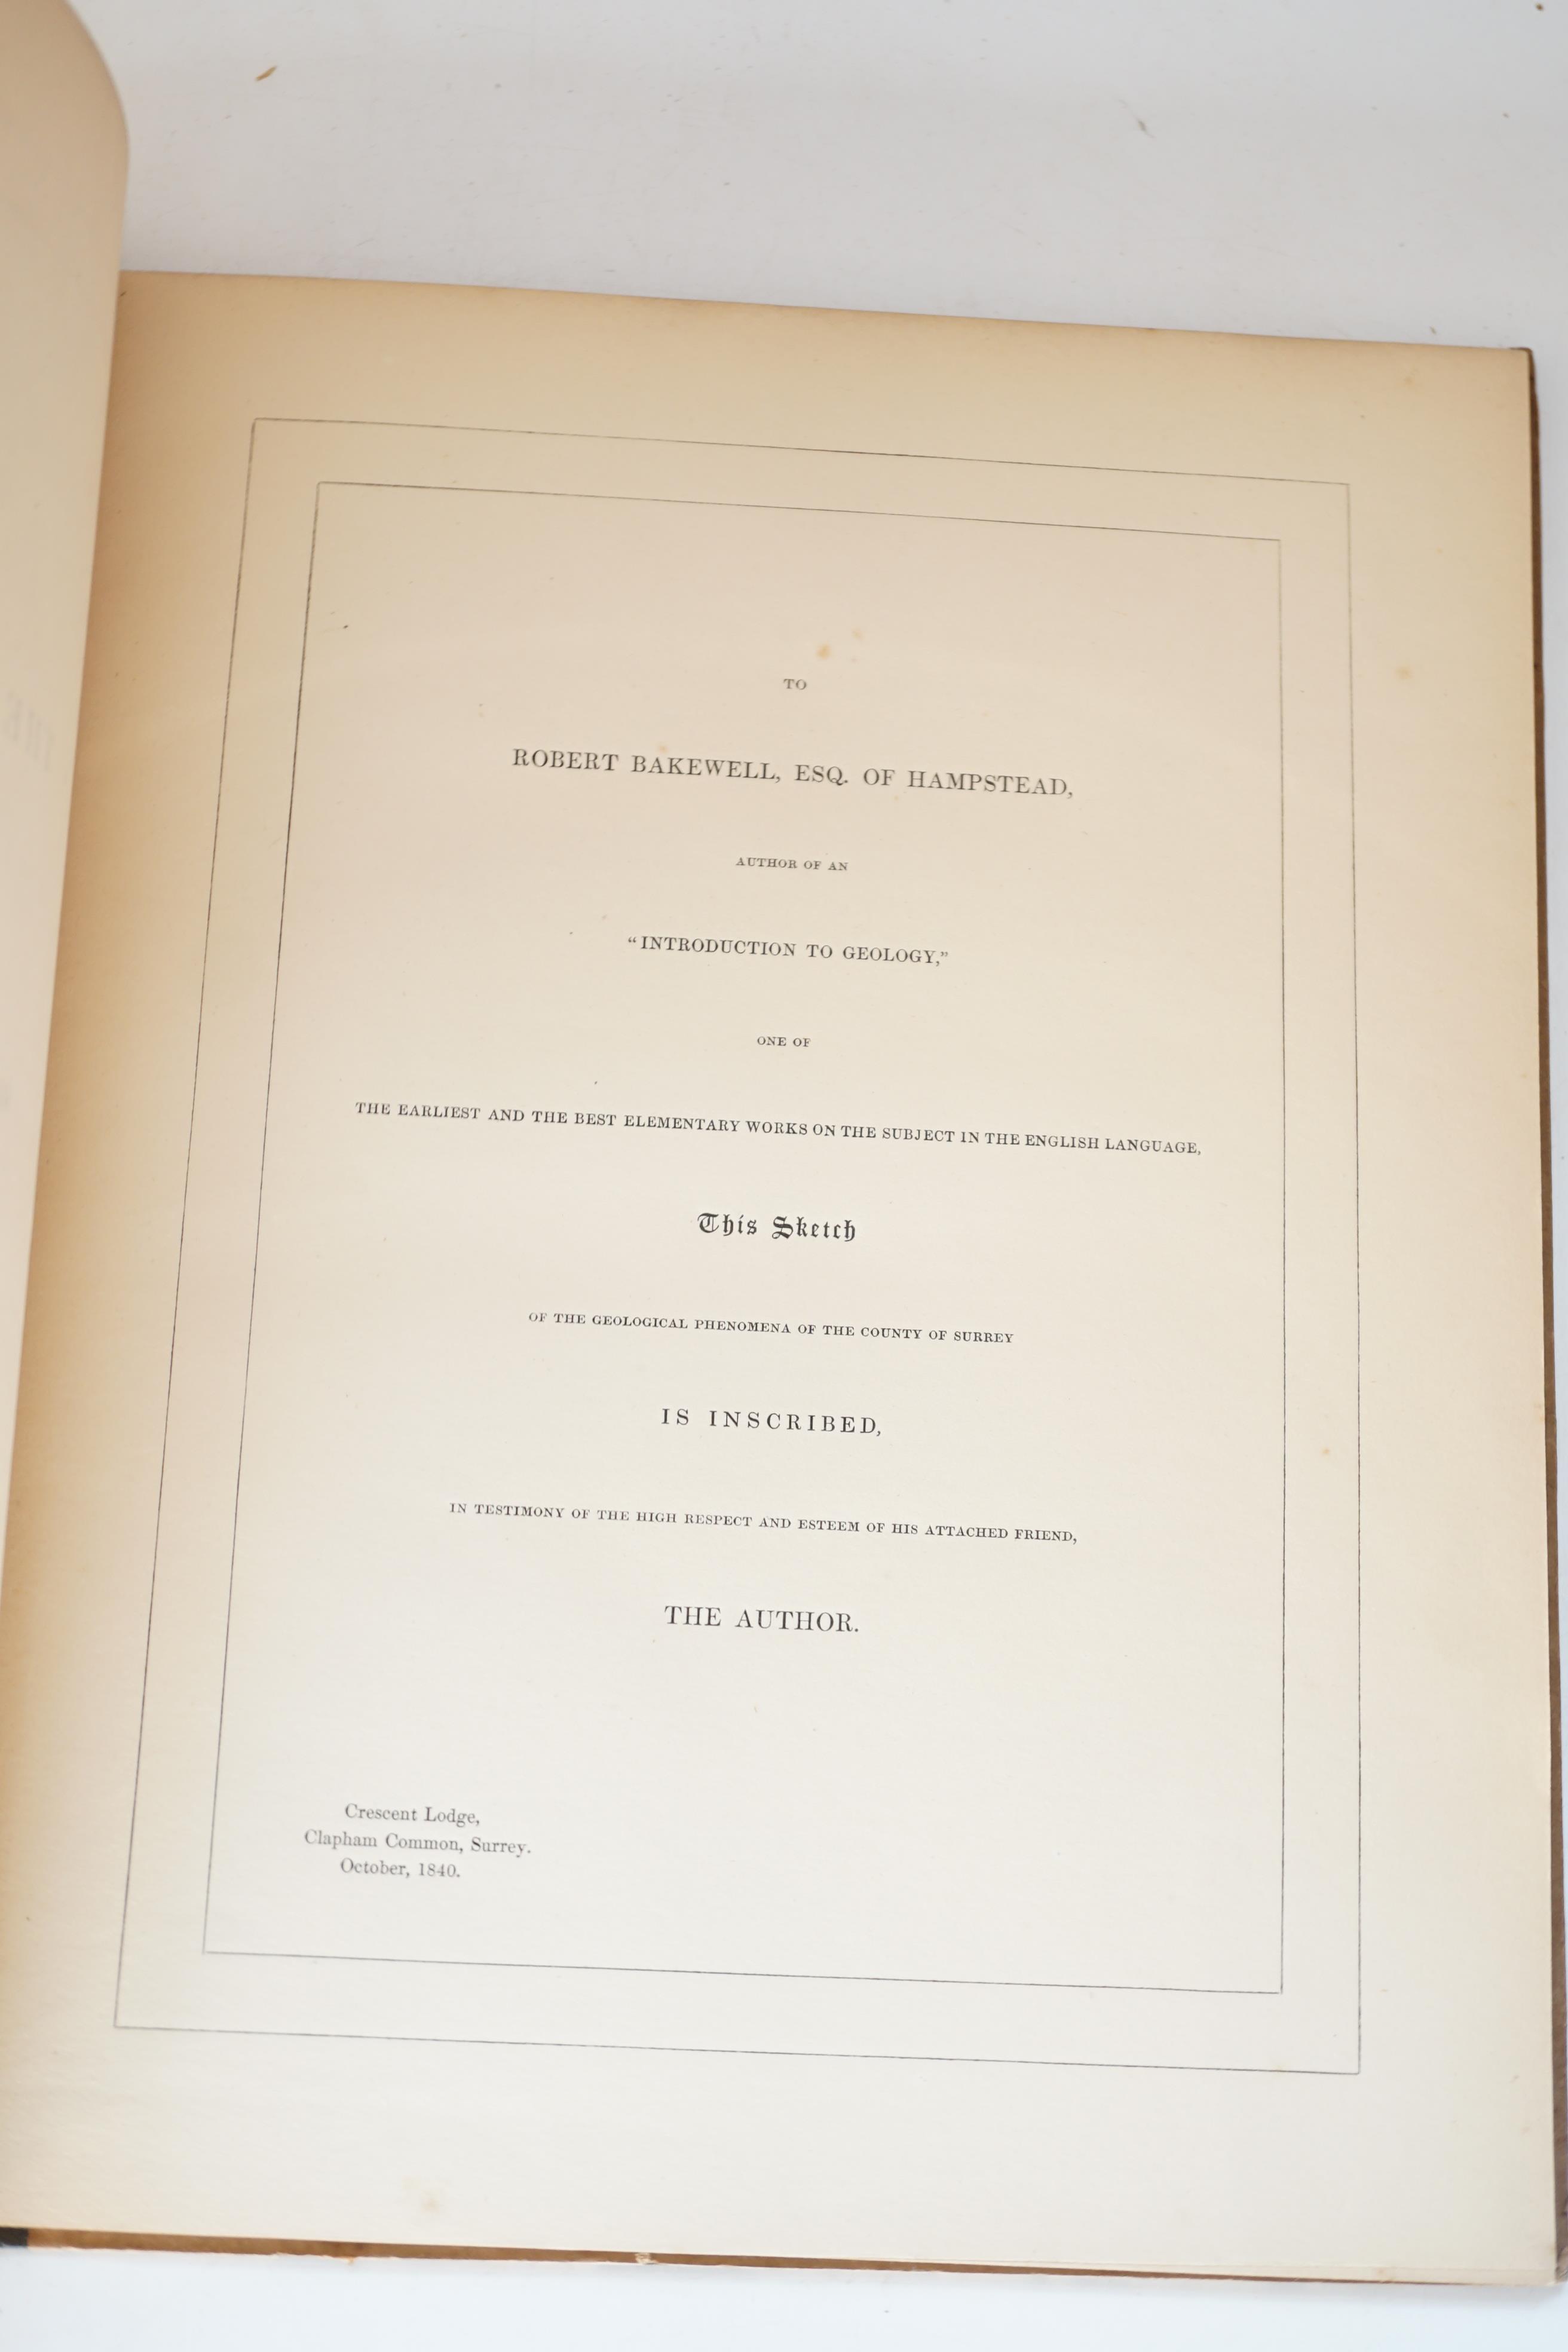 TO
ROBERT BAKEWELL, ESQ. OF HAMPSTEAD,
AUTHOR OF AN
“INTRODUCTION TO GEOLOGY,”
ONE OF
THE EARLIEST AND THE BEST ELEMENTARY WORKS ON THE SUBJECT IN THE ENGLISH LANGUAGE,
This Sketch
OF THE GEOLOGICAL PHENOMENA OF THE COUNTY OF SURREY
IS INSCRIBED,
IN TESTIMONY OF THE HIGH RESPECT AND ESTEEM OF HIS ATTACHED FRIEND,
THE AUTHOR.
Crescent Lodge,
Clapham Common, Surrey.
October, 1840.